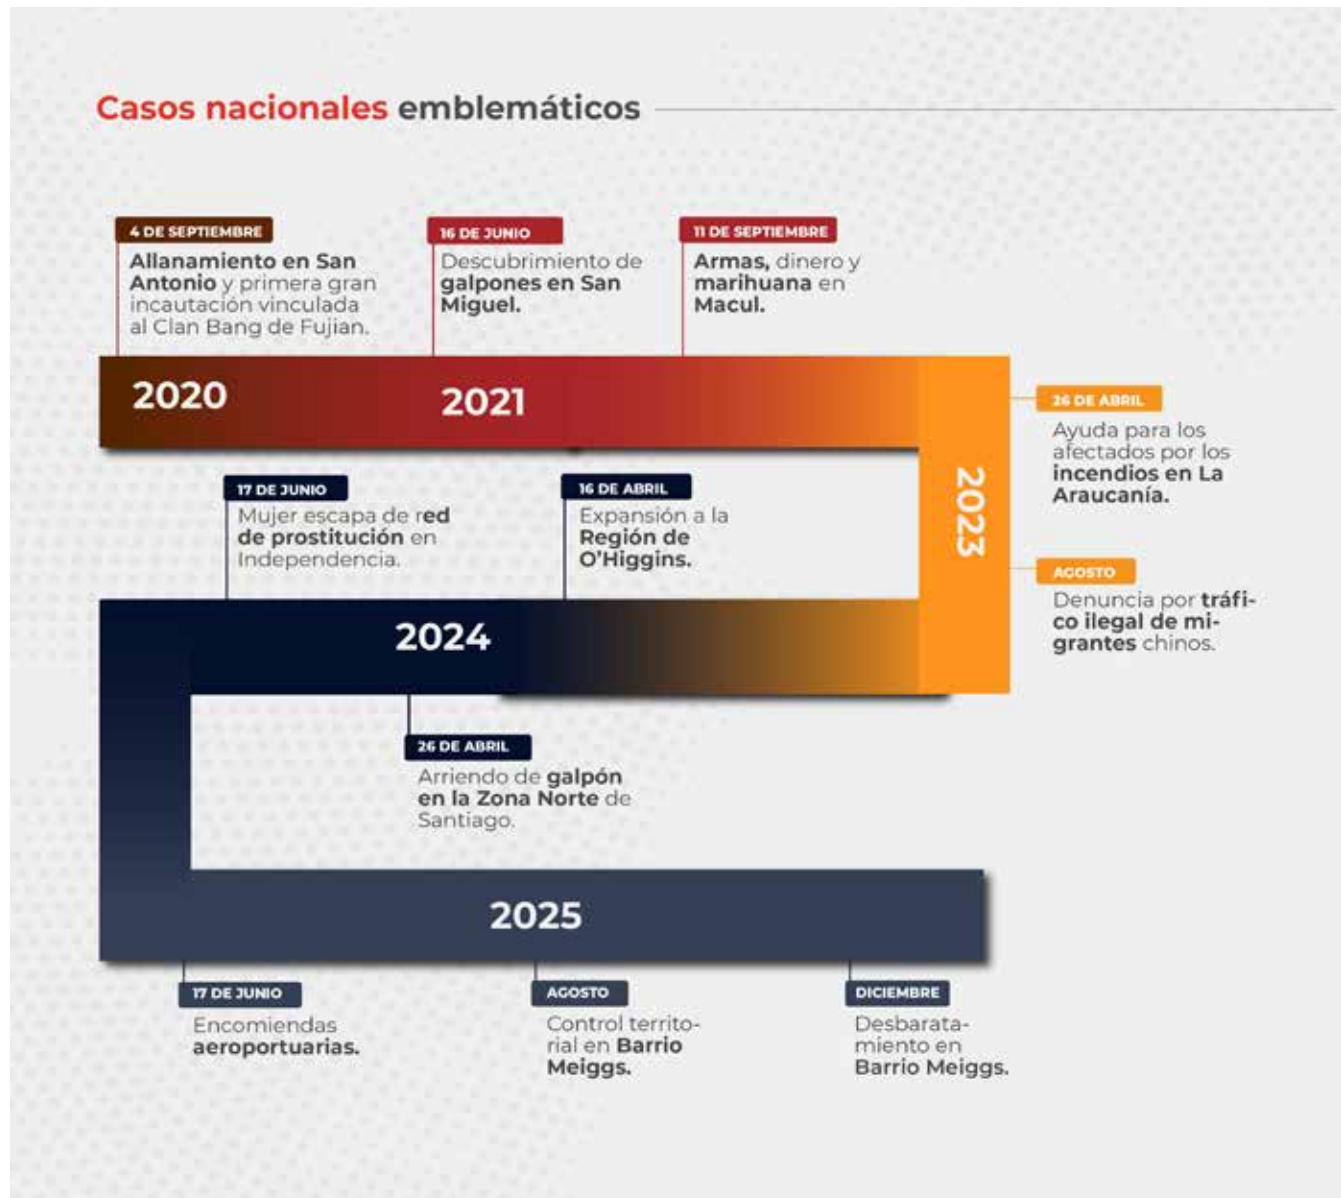 Casos nacionales emblemáticos
4 DE SEPTIEMBRE
Allanamiento en San
Antonio y primera gran
incautación vinculada
al Clan Bang de Fujian.
16 DE JUNIO
Descubrimiento de
galpones en San
Miguel.
11 DE SEPTIEMBRE
Armas, dinero y
marihuana en
Macul.
2020
2021
26 DE ABRIL
Ayuda para los
afectados por los
incendios en La
Araucanía.
2023
AGOSTO
Denuncia por tráfi-
co ilegal de mi-
grantes chinos.
17 DE JUNIO
Mujer escapa de red
de prostitución en
Independencia.
16 DE ABRIL
Expansión a la
Región de
O'Higgins.
2024
26 DE ABRIL
Arriendo de galpón
en la Zona Norte de
Santiago.
2025
17 DE JUNIO
Encomiendas
aeroportuarias.
AGOSTO
Control territo-
rial en Barrio
Meiggs.
DICIEMBRE
Desbarata-
miento en
Barrio Meiggs.